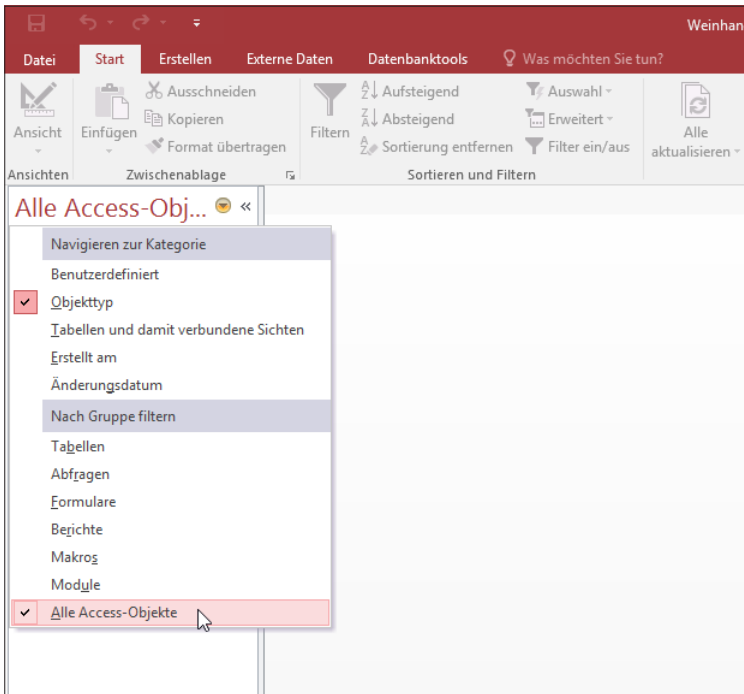 Weinhan
Datei Start Erstellen Externe Daten Datenbanktools Was möchten Sie tun?
Ansicht Einfügen Ausschneiden Kopieren Format übertragen
Filtern Aufsteigend Absteigend Sortierung entfernen
Auswahl Erweitert Filter ein/aus
Alle aktualisieren
Ansichten Zwischenablage Sortieren und Filtern
Alle Access-Obj... «
Navigieren zur Kategorie
Benutzerdefiniert
Objekttyp
Tabellen und damit verbundene Sichten
Erstellt am
Änderungsdatum
Nach Gruppe filtern
Tabellen
Abfragen
Formulare
Berichte
Makros
Module
Alle Access-Objekte